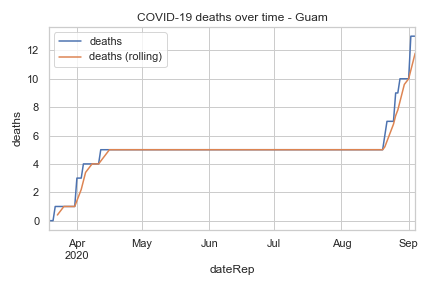 COVID-19 deaths over time - Guam
deaths
deaths (rolling)
12
10
8
6
4
2
0
deaths
Apr
2020
May
Jun
Jul
Aug
Sep
dateRep